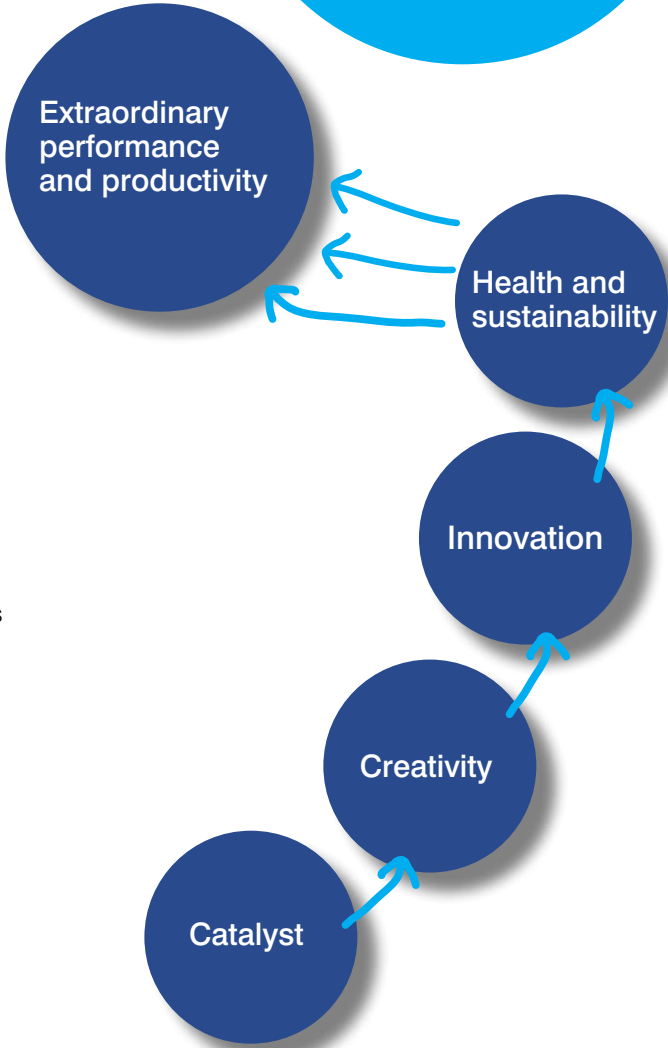 Extraordinary
performance
and productivity
Health and
sustainability
Innovation
s
Creativity
Catalyst